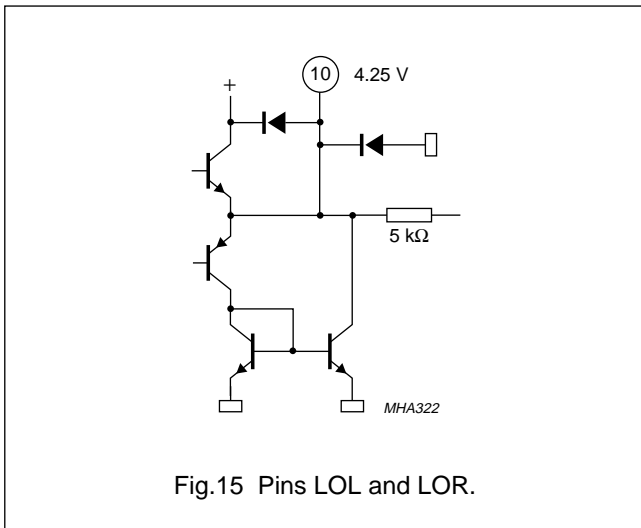 10 4.25 V
+
5 kΩ
MHA322
Fig.15 Pins LOL and LOR.